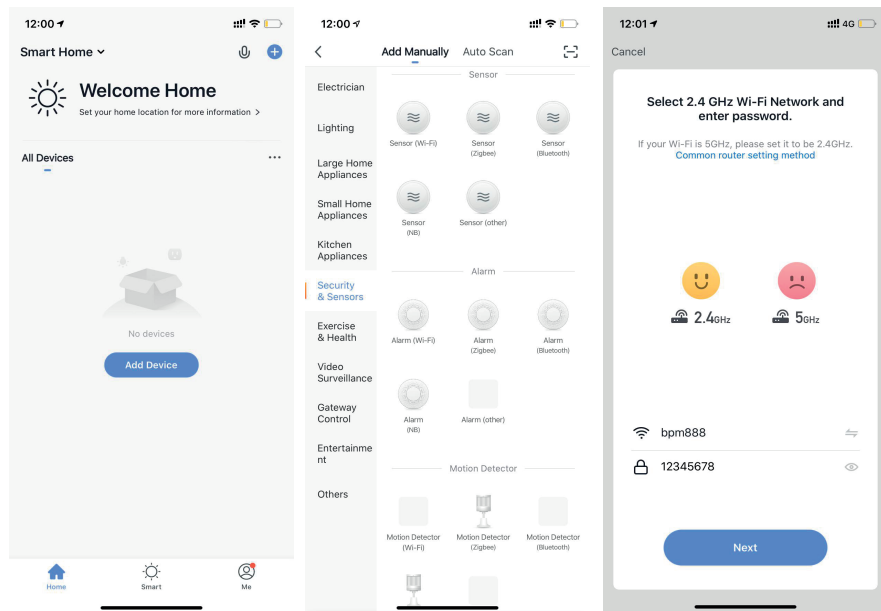 12:00
Smart Home
Welcome Home
Set your home location for more information >
All Devices
No devices
Add Device
Home
Smart
Me
12:00
Add Manually
Auto Scan
Electrician
Lighting
Large Home
Appliances
Small Home
Appliances
Kitchen
Appliances
Security
& Sensors
Exercise
& Health
Video
Surveillance
Gateway
Control
Entertainme
nt
Others
Sensor
Sensor (Wi-Fi)
Sensor
(Zigbee)
Sensor
(Bluetooth)
Sensor
(NB)
Sensor (other)
Alarm
Alarm (Wi-Fi)
Alarm
(Zigbee)
Alarm
(Bluetooth)
Alarm
(NB)
Alarm (other)
Motion Detector
Motion Detector
(Wi-Fi)
Motion Detector
(Zigbee)
Motion Detector
(Bluetooth)
12:01
4G
Cancel
Select 2.4 GHz Wi-Fi Network and
enter password.
If your Wi-Fi is 5GHz, please set it to be 2.4GHz.
Common router setting method
2.4GHz
5GHz
bpm888
12345678
Next